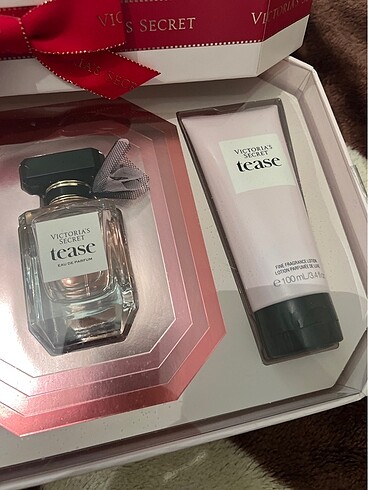 VICTORIA'S SECRET
VICTORIA'S
SECRET
tease
EAU DE PARFUM
VICTORIA'S
SECRET
tease
FINE FRAGRANCE LOTION
LOTION PARFUMÉE DE LUXE
℮ 100 mL/3.4 fl